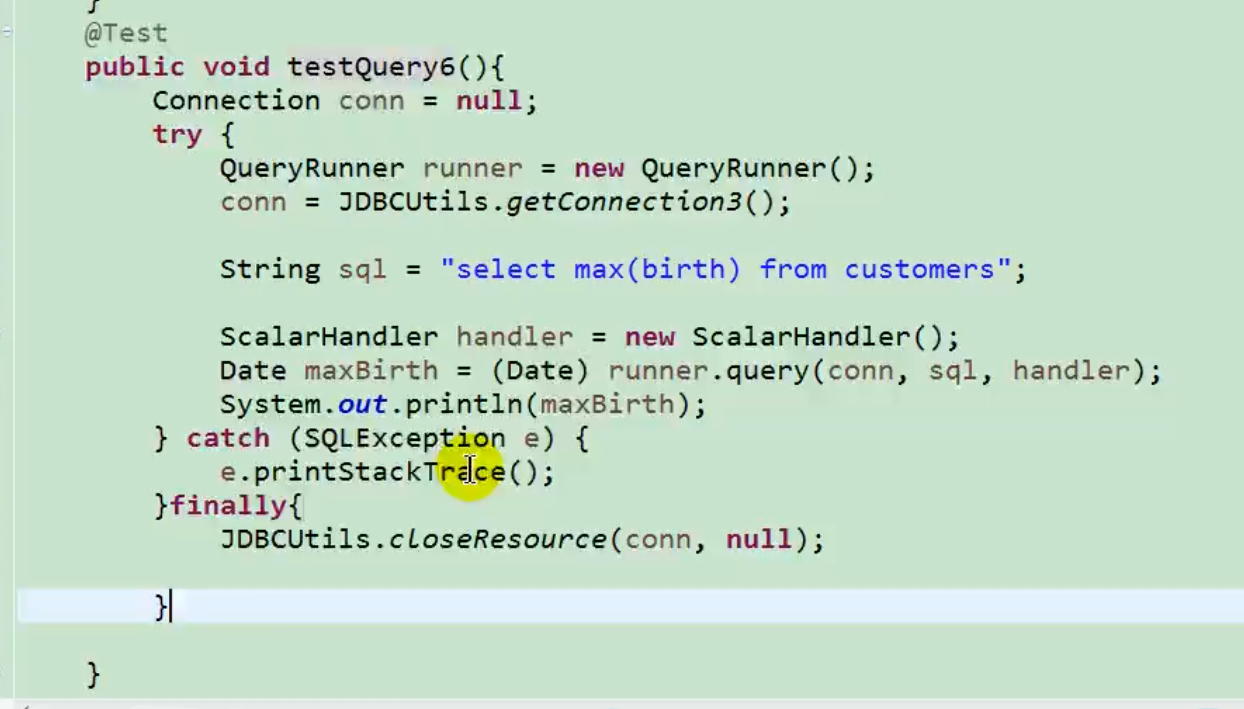 }
@Test
public void testQuery6(){
Connection conn = null;
try {
QueryRunner runner = new QueryRunner();
conn = JDBCUtils.getConnection3();
String sql = "select max(birth) from customers";
ScalarHandler handler = new ScalarHandler();
Date maxBirth = (Date) runner.query(conn, sql, handler);
System.out.println(maxBirth);
} catch (SQLException e) {
e.printStackTrace();
}finally{
JDBCUtils.closeResource(conn, null);
}
}